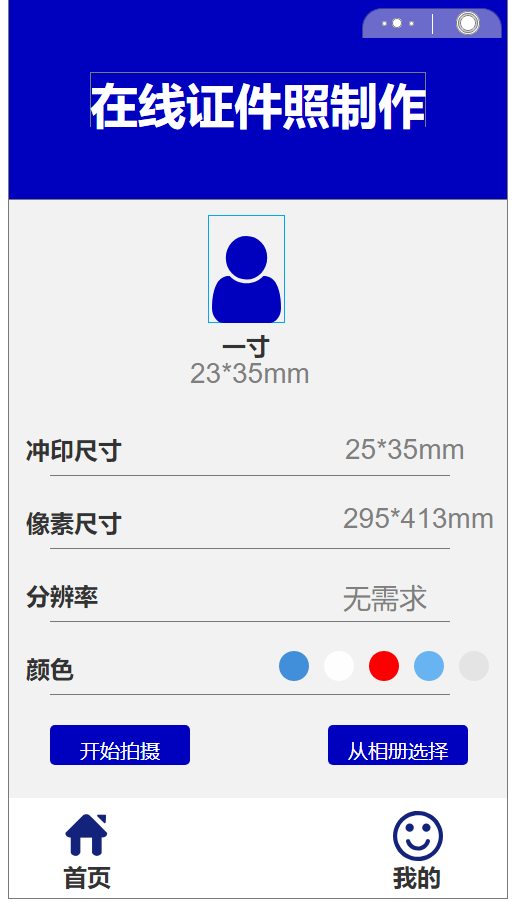 在线证件照制作
一寸
23*35mm
冲印尺寸 25*35mm
像素尺寸 295*413mm
分辨率 无需求
颜色
开始拍摄 从相册选择
首页 我的